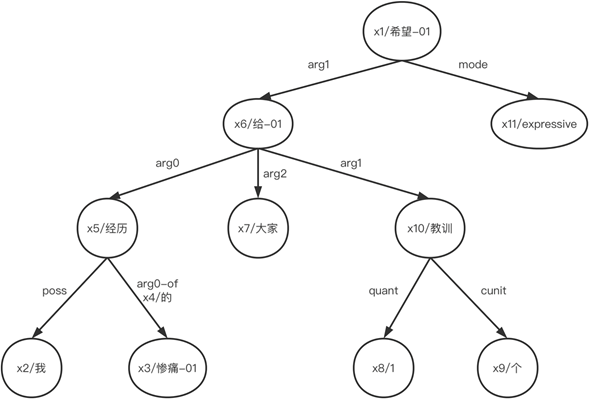 x1/希望-01
arg1
mode
x6/给-01
x11/expressive
arg0
arg2
arg1
x5/经历
x7/大家
x10/教训
poss
arg0-of
x4/的
quant
cunit
x2/我
x3/惨痛-01
x8/1
x9/个